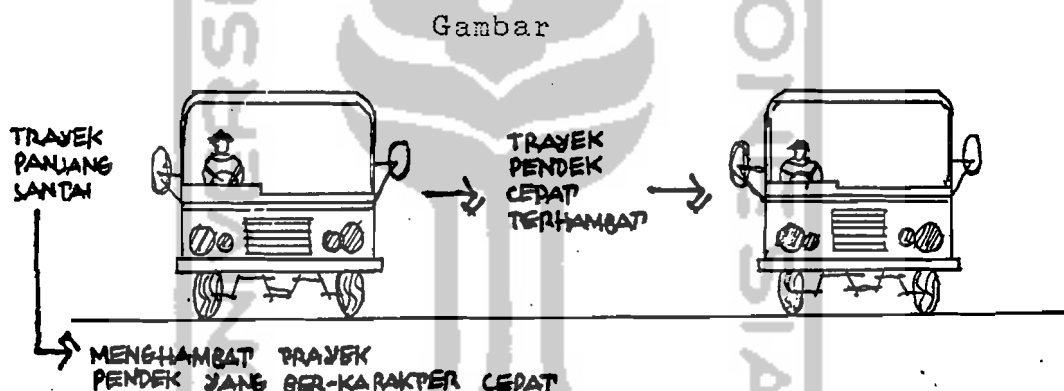 Gambar
TRAYEK
PANJANG
SANTAI
TRAYEK
PENDEK
CEPAT
TERHAMBAT
MENGHAMBAT TRAYEK
PENDEK YANG BER-KARAKTER CEPAT